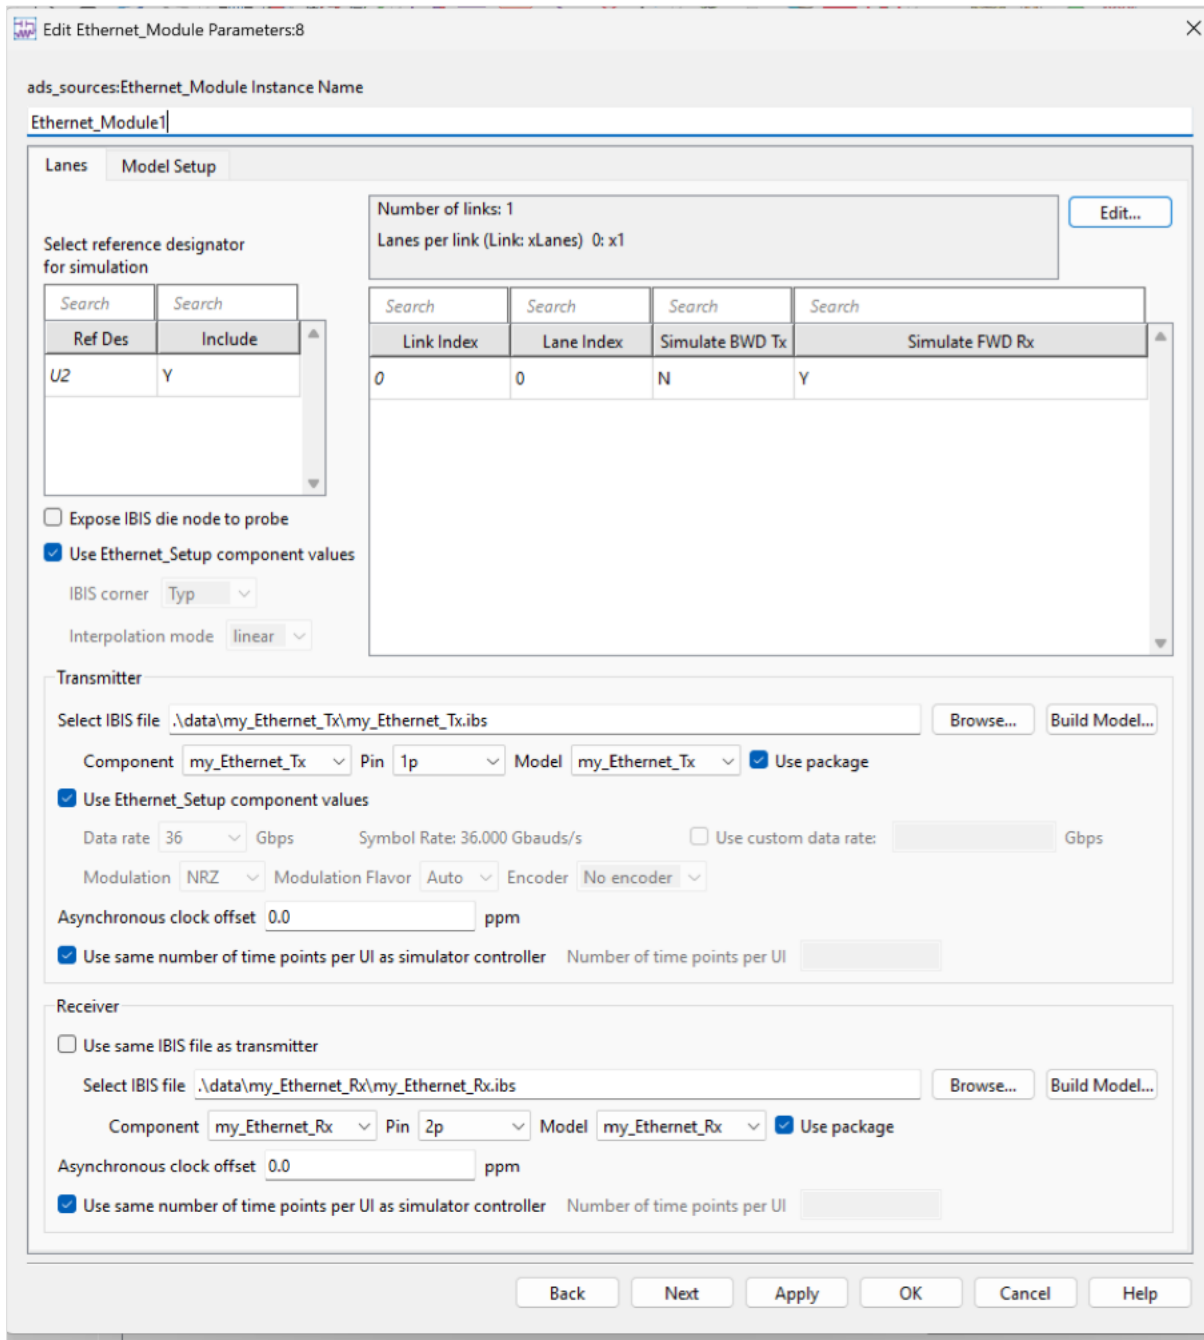 Edit Ethernet_Module Parameters:8
ads_sources:Ethernet_Module Instance Name
Ethernet_Module1
Lanes Model Setup
Number of links: 1
Lanes per link (Link: xLanes) 0: x1
Edit...
Select reference designator
for simulation
Search Search
Ref Des Include
U2 Y
Search Search Search Search
Link Index Lane Index Simulate BWD Tx Simulate FWD Rx
0 0 N Y
Expose IBIS die node to probe
Use Ethernet_Setup component values
IBIS corner Typ
Interpolation mode linear
Transmitter
Select IBIS file .\data\my_Ethernet_Tx\my_Ethernet_Tx.ibs Browse... Build Model...
Component my_Ethernet_Tx Pin 1p Model my_Ethernet_Tx Use package
Use Ethernet_Setup component values
Data rate 36 Gbps Symbol Rate: 36.000 Gbauds/s Use custom data rate: Gbps
Modulation NRZ Modulation Flavor Auto Encoder No encoder
Asynchronous clock offset 0.0 ppm
Use same number of time points per UI as simulator controller Number of time points per UI
Receiver
Use same IBIS file as transmitter
Select IBIS file .\data\my_Ethernet_Rx\my_Ethernet_Rx.ibs Browse... Build Model...
Component my_Ethernet_Rx Pin 2p Model my_Ethernet_Rx Use package
Asynchronous clock offset 0.0 ppm
Use same number of time points per UI as simulator controller Number of time points per UI
Back Next Apply OK Cancel Help